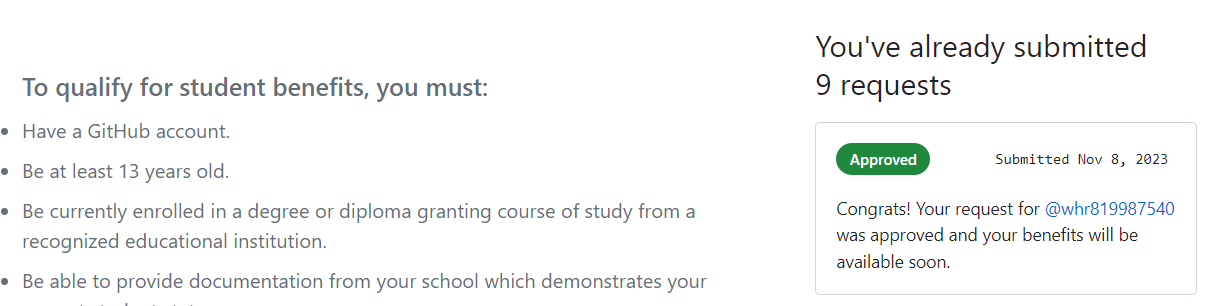 To qualify for student benefits, you must:
Have a GitHub account.
Be at least 13 years old.
Be currently enrolled in a degree or diploma granting course of study from a
recognized educational institution.
Be able to provide documentation from your school which demonstrates your
You've already submitted
9 requests
Approved
Submitted Nov 8, 2023
Congrats! Your request for @whr819987540
was approved and your benefits will be
available soon.